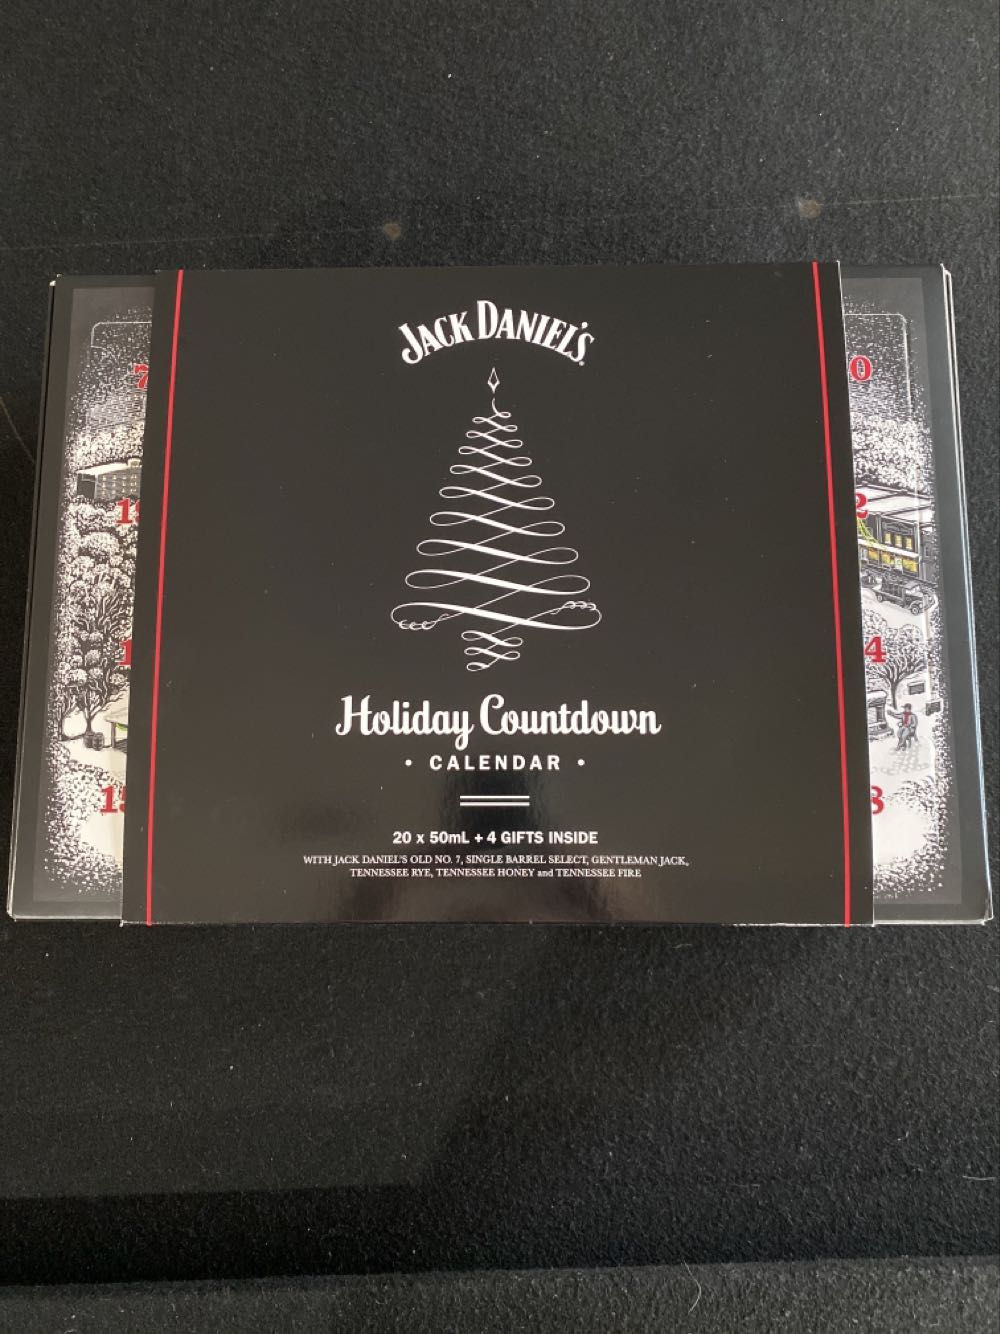 JACK DANIEL'S
Holiday Countdown
• CALENDAR •
20 x 50mL + 4 GIFTS INSIDE
WITH JACK DANIEL'S OLD NO. 7, SINGLE BARREL SELECT, GENTLEMAN JACK,
TENNESSEE RYE, TENNESSEE HONEY and TENNESSEE FIRE